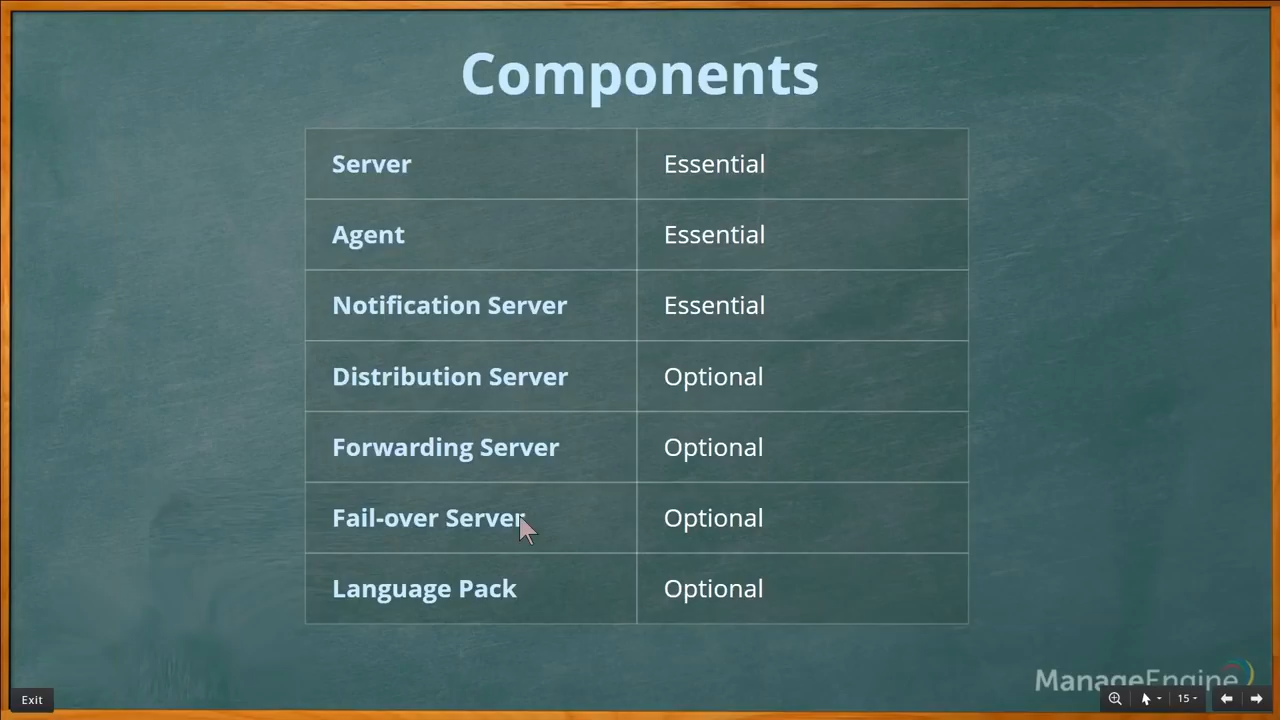 Components
Server Essential
Agent Essential
Notification Server Essential
Distribution Server Optional
Forwarding Server Optional
Fail-over Server Optional
Language Pack Optional
ManageEngine
Exit
15